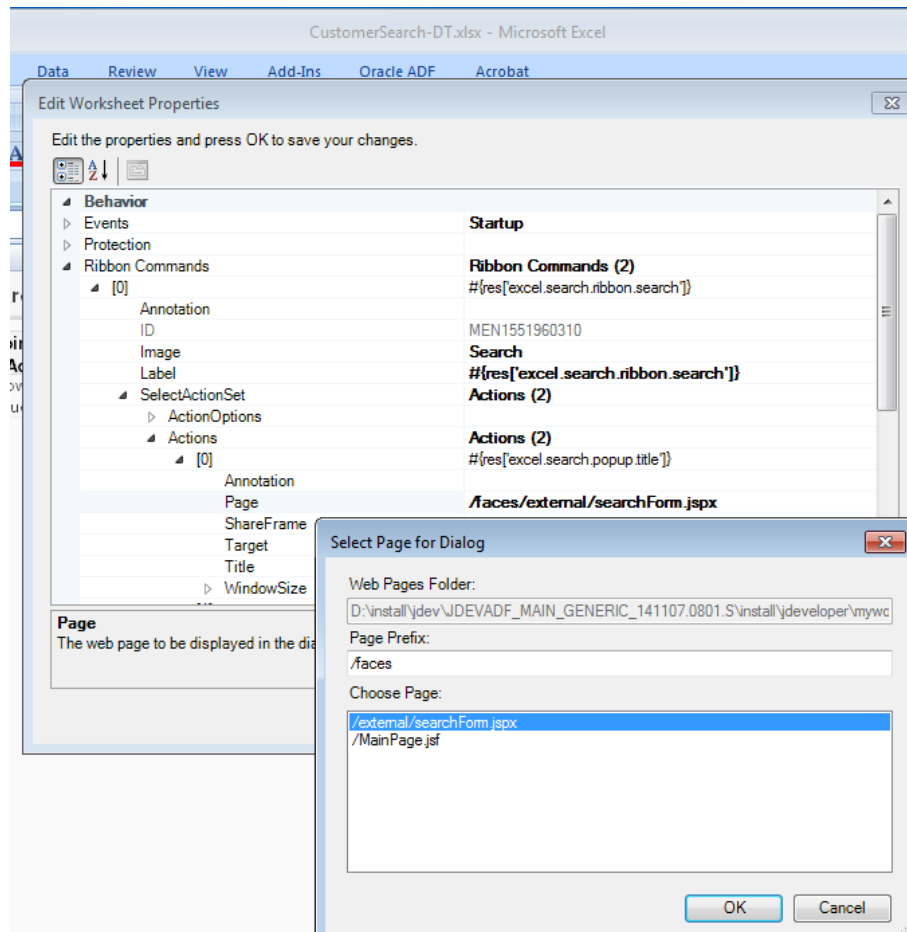 CustomerSearch-DT.xlsx - Microsoft Excel
Data Review View Add-Ins Oracle ADF Acrobat
Edit Worksheet Properties
Edit the properties and press OK to save your changes.
Behavior
Events Startup
Protection
Ribbon Commands Ribbon Commands (2)
[0] #{res['excel.search.ribbon.search']}
Annotation
ID MEN1551960310
Image Search
Label #{res['excel.search.ribbon.search']}
SelectActionSet Actions (2)
ActionOptions
Actions Actions (2)
[0] #{res['excel.search.popup.title']}
Annotation
Page /faces/external/searchForm.jspx
ShareFrame
Target
Title
WindowSize
Page
The web page to be displayed in the dia
Select Page for Dialog
Web Pages Folder:
D:\install\jdev\JDEVADF_MAIN_GENERIC_141107.0801.S\install\jdeveloper\mywc
Page Prefix:
/faces
Choose Page:
/external/searchForm.jspx
/MainPage.jsf
OK Cancel